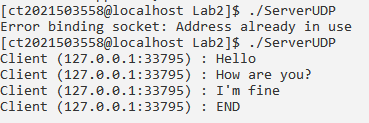 [ct2021503558@localhost Lab2]$ ./ServerUDP
Error binding socket: Address already in use
[ct2021503558@localhost Lab2]$ ./ServerUDP
Client (127.0.0.1:33795) : Hello
Client (127.0.0.1:33795) : How are you?
Client (127.0.0.1:33795) : I'm fine
Client (127.0.0.1:33795) : END